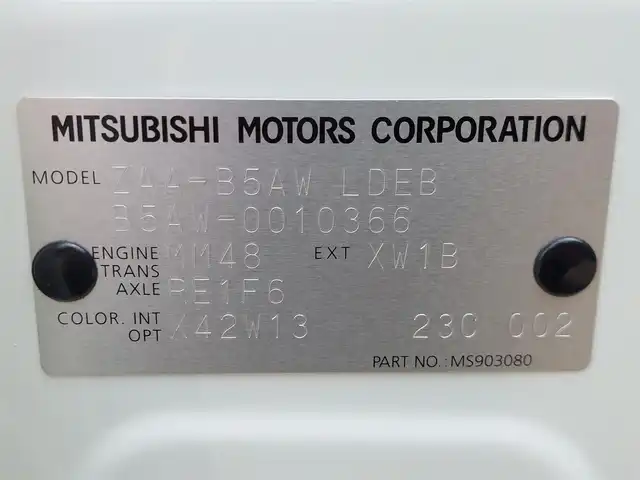 MITSUBISHI MOTORS CORPORATION
MODEL ZAA-B5AW LDEB
B5AW-0010366
ENGINE MM48 EXT XW1B
TRANS
AXLE RE1F6
COLOR. INT X42W13 23C 002
OPT
PART NO.: MS903080